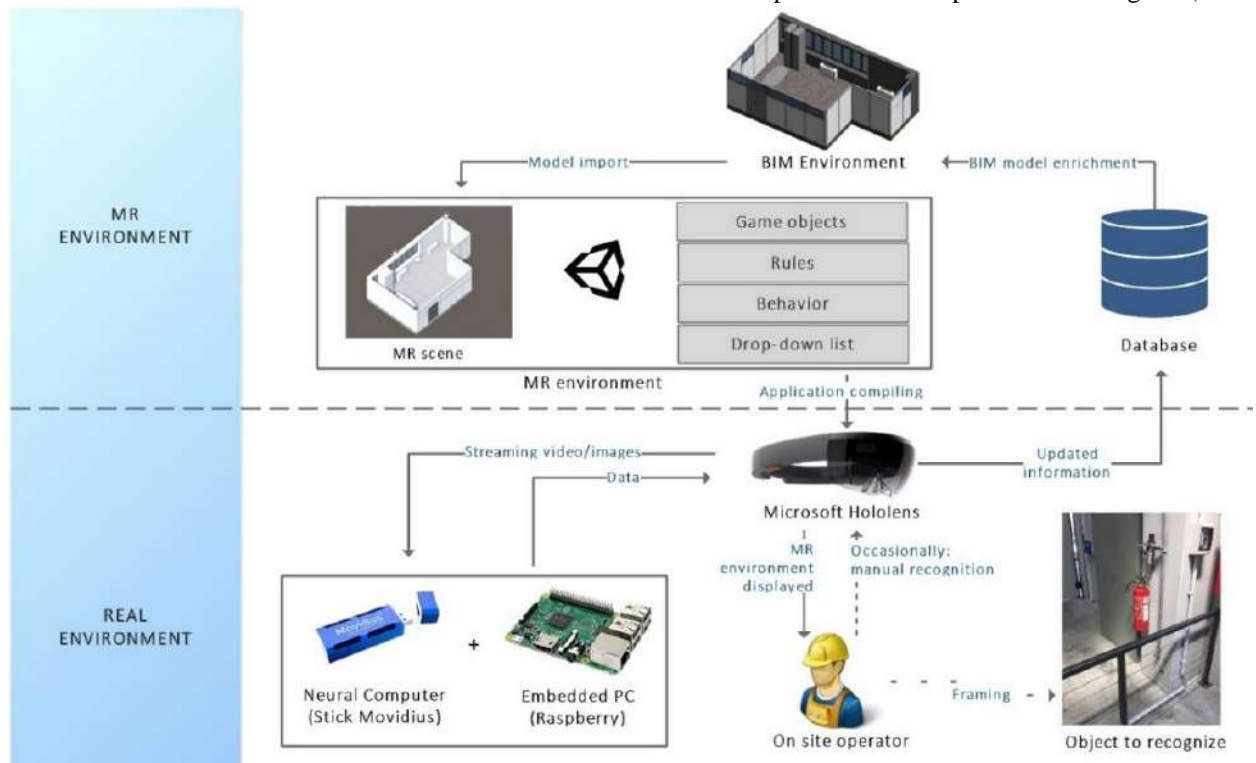 MR
ENVIRONMENT
BIM Environment
Model import
BIM model enrichment
Game objects
Rules
Behavior
Drop-down list
MR scene
MR environment
Database
Application compiling
Streaming video/images
Data
Updated
information
Microsoft Hololens
MR
environment
displayed
Occasionally:
manual recognition
REAL
ENVIRONMENT
Movidius
+
Neural Computer
(Stick Movidius)
Embedded PC
(Raspberry)
Framing
On site operator
Object to recognize